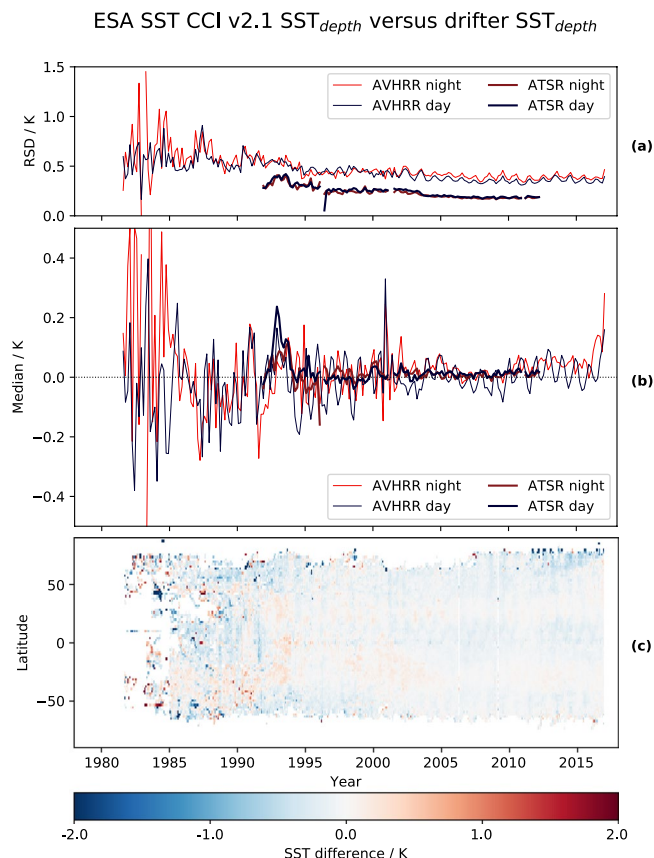 ESA SST CCI v2.1 SST_depth versus drifter SST_depth
1.5
1.0
0.5
0.0
RSD / K
AVHRR night
AVHRR day
ATSR night
ATSR day
(a)
0.4
0.2
0.0
−0.2
−0.4
Median / K
AVHRR night
AVHRR day
ATSR night
ATSR day
(b)
50
0
−50
Latitude
(c)
1980 1985 1990 1995 2000 2005 2010 2015
Year
-2.0 -1.0 0.0 1.0 2.0
SST difference / K